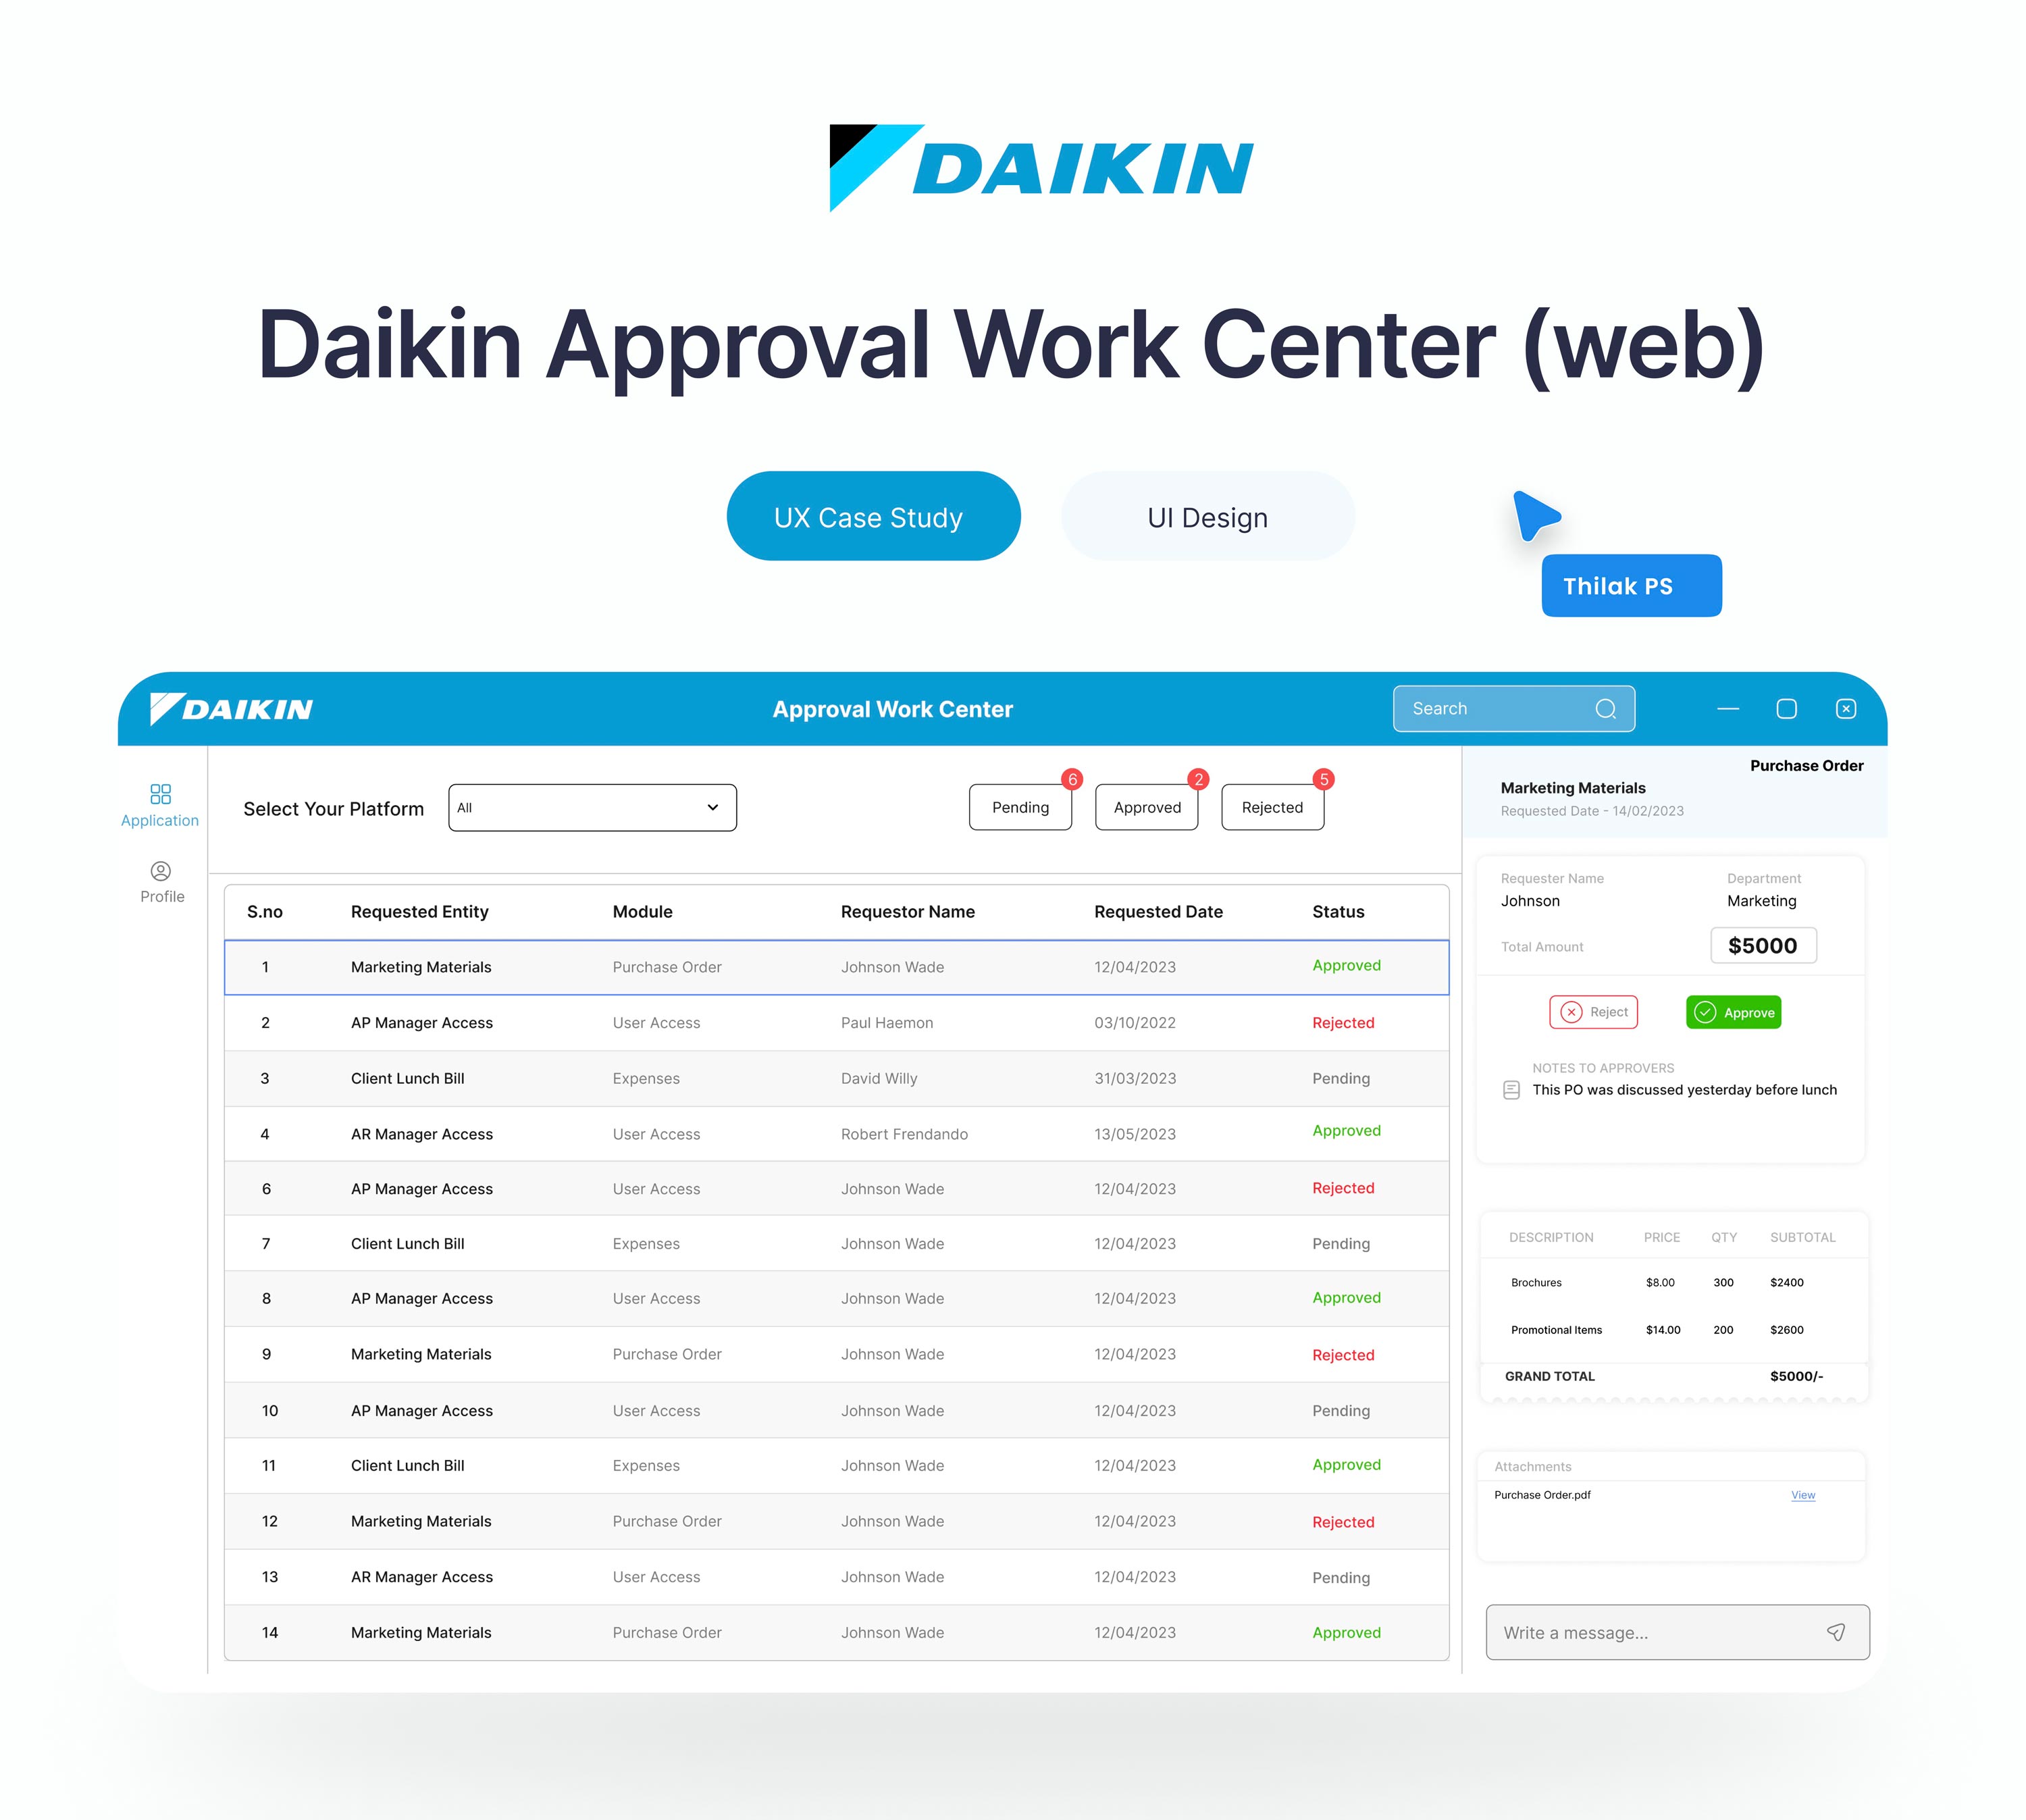 DAIKIN
Daikin Approval Work Center (web)
UX Case Study
UI Design
Thilak PS
DAIKIN
Approval Work Center
Search
Application
Profile
Select Your Platform
All
Pending 6
Approved 2
Rejected 5
S.no Requested Entity Module Requestor Name Requested Date Status
1 Marketing Materials Purchase Order Johnson Wade 12/04/2023 Approved
2 AP Manager Access User Access Paul Haemon 03/10/2022 Rejected
3 Client Lunch Bill Expenses David Willy 31/03/2023 Pending
4 AR Manager Access User Access Robert Frendando 13/05/2023 Approved
6 AP Manager Access User Access Johnson Wade 12/04/2023 Rejected
7 Client Lunch Bill Expenses Johnson Wade 12/04/2023 Pending
8 AP Manager Access User Access Johnson Wade 12/04/2023 Approved
9 Marketing Materials Purchase Order Johnson Wade 12/04/2023 Rejected
10 AP Manager Access User Access Johnson Wade 12/04/2023 Pending
11 Client Lunch Bill Expenses Johnson Wade 12/04/2023 Approved
12 Marketing Materials Purchase Order Johnson Wade 12/04/2023 Rejected
13 AR Manager Access User Access Johnson Wade 12/04/2023 Pending
14 Marketing Materials Purchase Order Johnson Wade 12/04/2023 Approved
Purchase Order
Marketing Materials
Requested Date - 14/02/2023
Requester Name Department
Johnson Marketing
Total Amount $5000
Reject Approve
NOTES TO APPROVERS
This PO was discussed yesterday before lunch
DESCRIPTION PRICE QTY SUBTOTAL
Brochures $8.00 300 $2400
Promotional Items $14.00 200 $2600
GRAND TOTAL $5000/-
Attachments
Purchase Order.pdf View
Write a message...